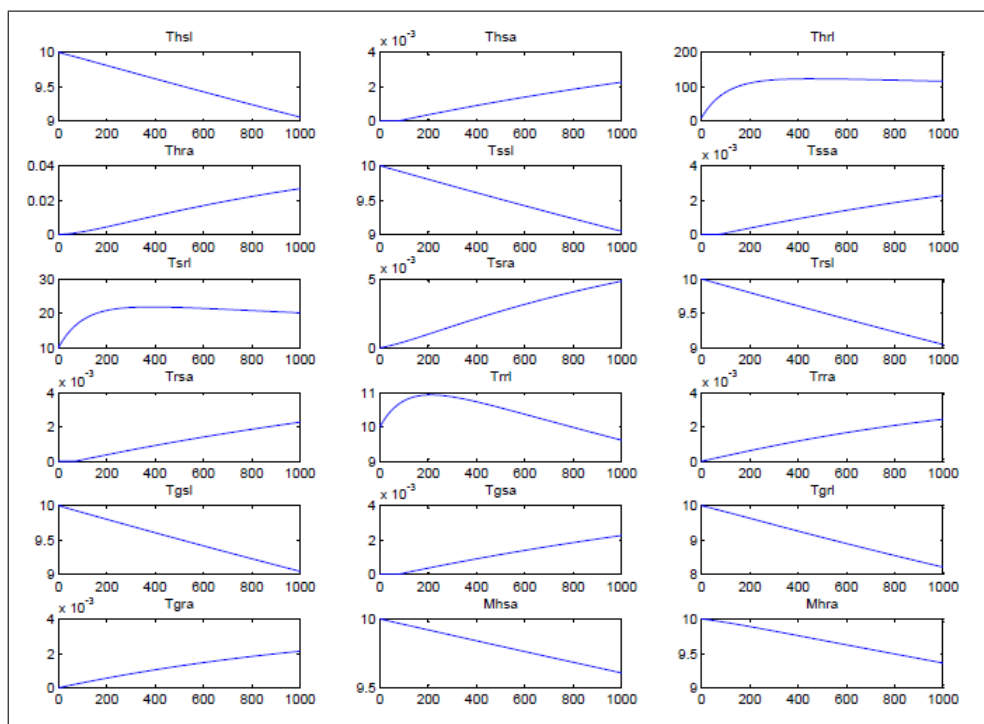 Thsl Thsa Thrl
10 4 x 10^-3 200
9.5 2 100
9 0 0
0 200 400 600 800 1000 0 200 400 600 800 1000 0 200 400 600 800 1000
Thra Tssl Tssa
0.04 10 4 x 10^-3
0.02 9.5 2
0 9 0
0 200 400 600 800 1000 0 200 400 600 800 1000 0 200 400 600 800 1000
Tsrl Tsra Trsl
30 5 x 10^-3 10
20 9.5
10 0 9
0 200 400 600 800 1000 0 200 400 600 800 1000 0 200 400 600 800 1000
Trsa Trrl Trra
4 x 10^-3 11 4 x 10^-3
2 10 2
0 9 0
0 200 400 600 800 1000 0 200 400 600 800 1000 0 200 400 600 800 1000
Tgsl Tgsa Tgrl
10 4 x 10^-3 10
9.5 2 9
9 0 8
0 200 400 600 800 1000 0 200 400 600 800 1000 0 200 400 600 800 1000
Tgra Mhsa Mhra
4 x 10^-3 10 10
2 9.5
0 9.5 9
0 200 400 600 800 1000 0 200 400 600 800 1000 0 200 400 600 800 1000